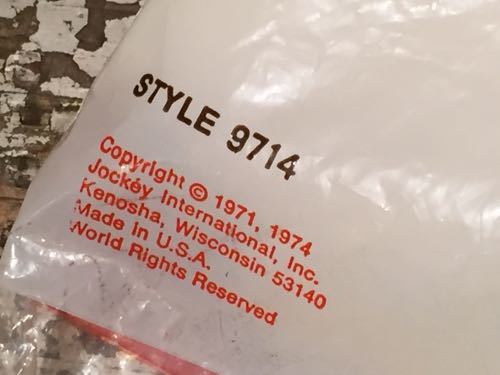 STYLE 9714
Copyright © 1971, 1974
Jockey International, Inc.
Kenosha, Wisconsin 53140
Made in U.S.A.
World Rights Reserved